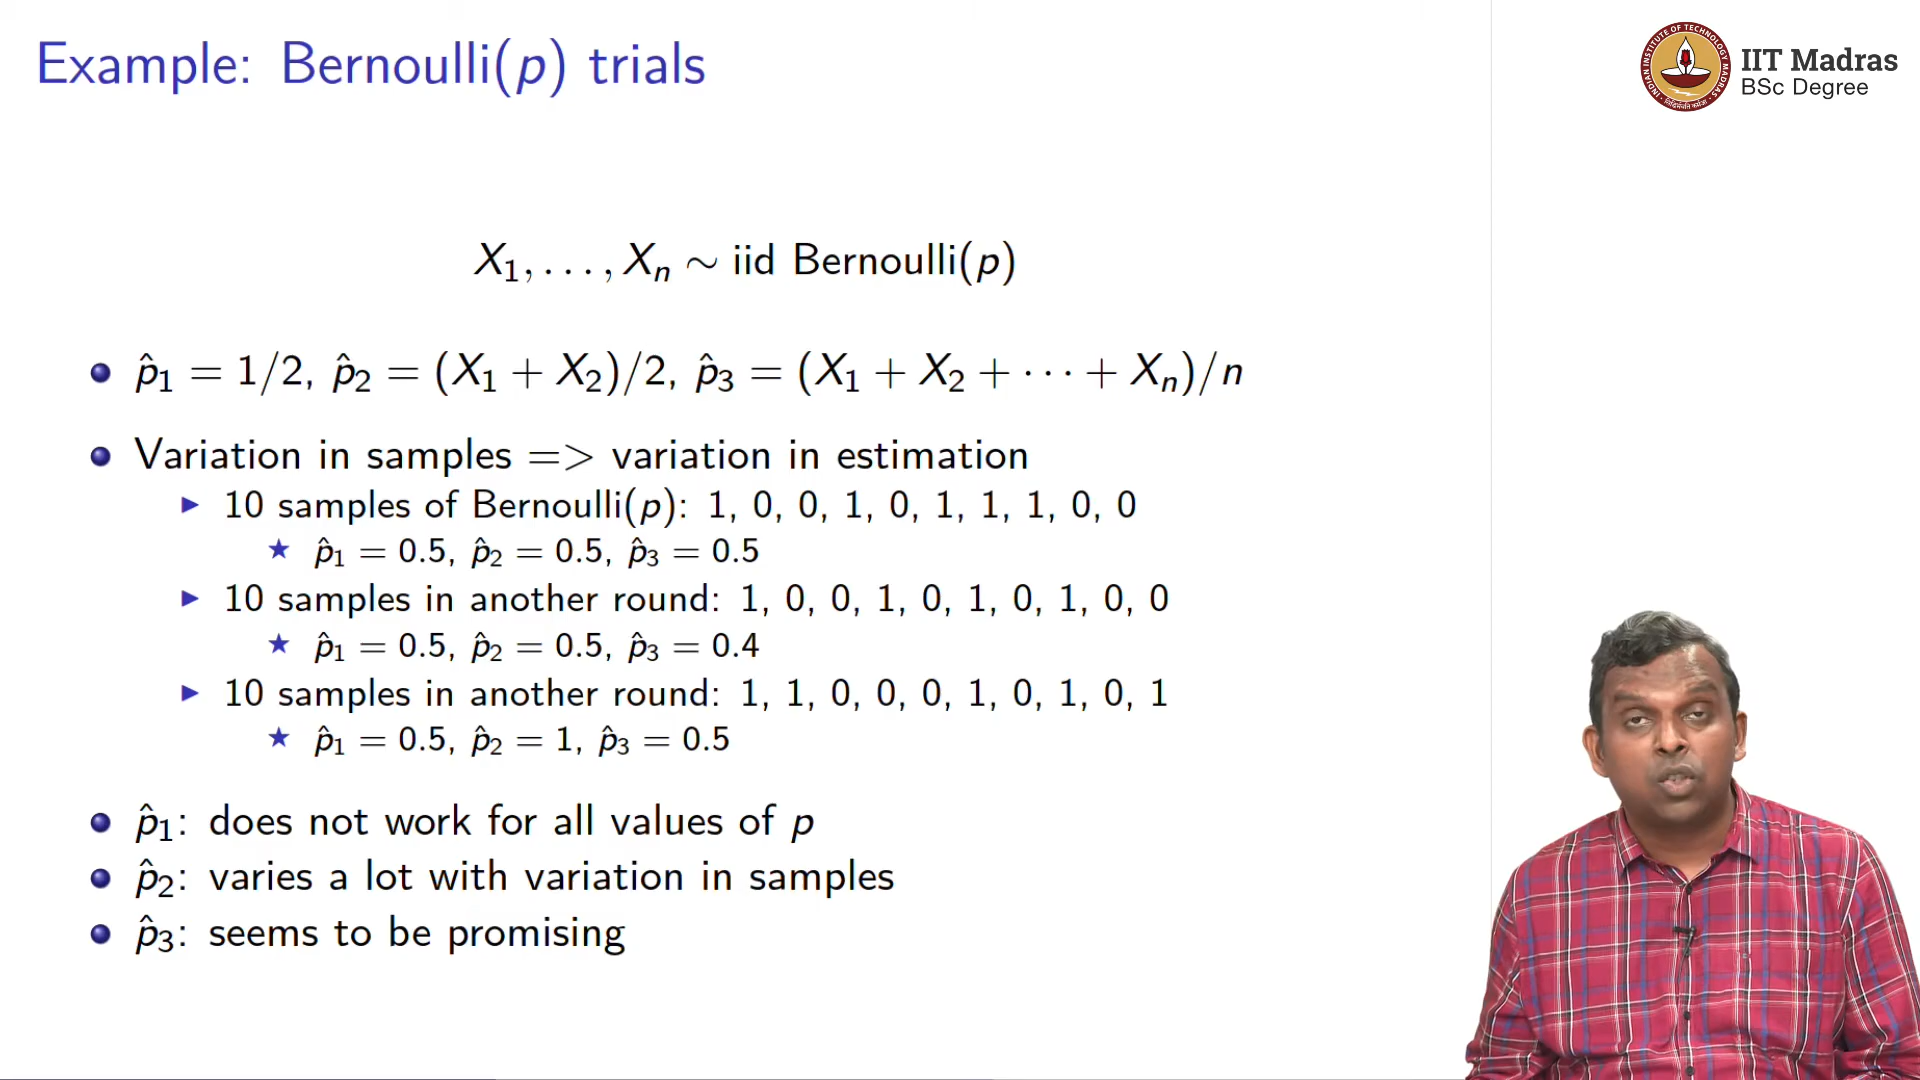 Example: Bernoulli(p) trials
IIT Madras
BSc Degree
X₁, . . . , Xₙ ∼ iid Bernoulli(p)
• p̂₁ = 1/2, p̂₂ = (X₁ + X₂)/2, p̂₃ = (X₁ + X₂ + · · · + Xₙ)/n
• Variation in samples => variation in estimation
▶ 10 samples of Bernoulli(p): 1, 0, 0, 1, 0, 1, 1, 1, 0, 0
★ p̂₁ = 0.5, p̂₂ = 0.5, p̂₃ = 0.5
▶ 10 samples in another round: 1, 0, 0, 1, 0, 1, 0, 1, 0, 0
★ p̂₁ = 0.5, p̂₂ = 0.5, p̂₃ = 0.4
▶ 10 samples in another round: 1, 1, 0, 0, 0, 1, 0, 1, 0, 1
★ p̂₁ = 0.5, p̂₂ = 1, p̂₃ = 0.5
• p̂₁: does not work for all values of p
• p̂₂: varies a lot with variation in samples
• p̂₃: seems to be promising
INDIAN INSTITUTE OF TECHNOLOGY MADRAS